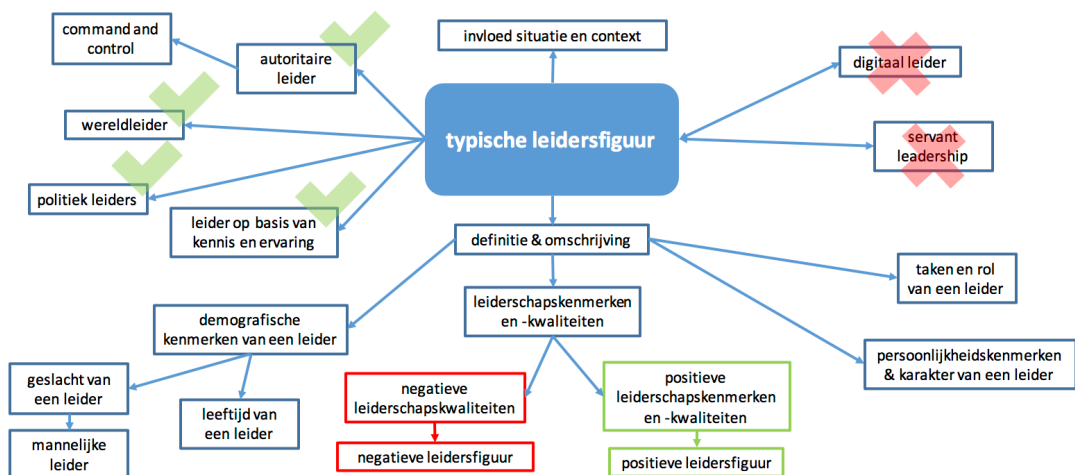 command and
control
autoritaire
leider
invloed situatie en context
digitaal leider
wereldleider
typische leidersfiguur
servant
leadership
politiek leiders
leider op basis van
kennis en ervaring
definitie & omschrijving
taken en rol
van een leider
leiderschapskenmerken
en -kwaliteiten
demografische
kenmerken van een leider
persoonlijkheidskenmerken
& karakter van een leider
geslacht van
een leider
leeftijd van
een leider
negatieve
leiderschapskwaliteiten
positieve
leiderschapskenmerken
en -kwaliteiten
mannelijke
leider
negatieve leidersfiguur
positieve leidersfiguur